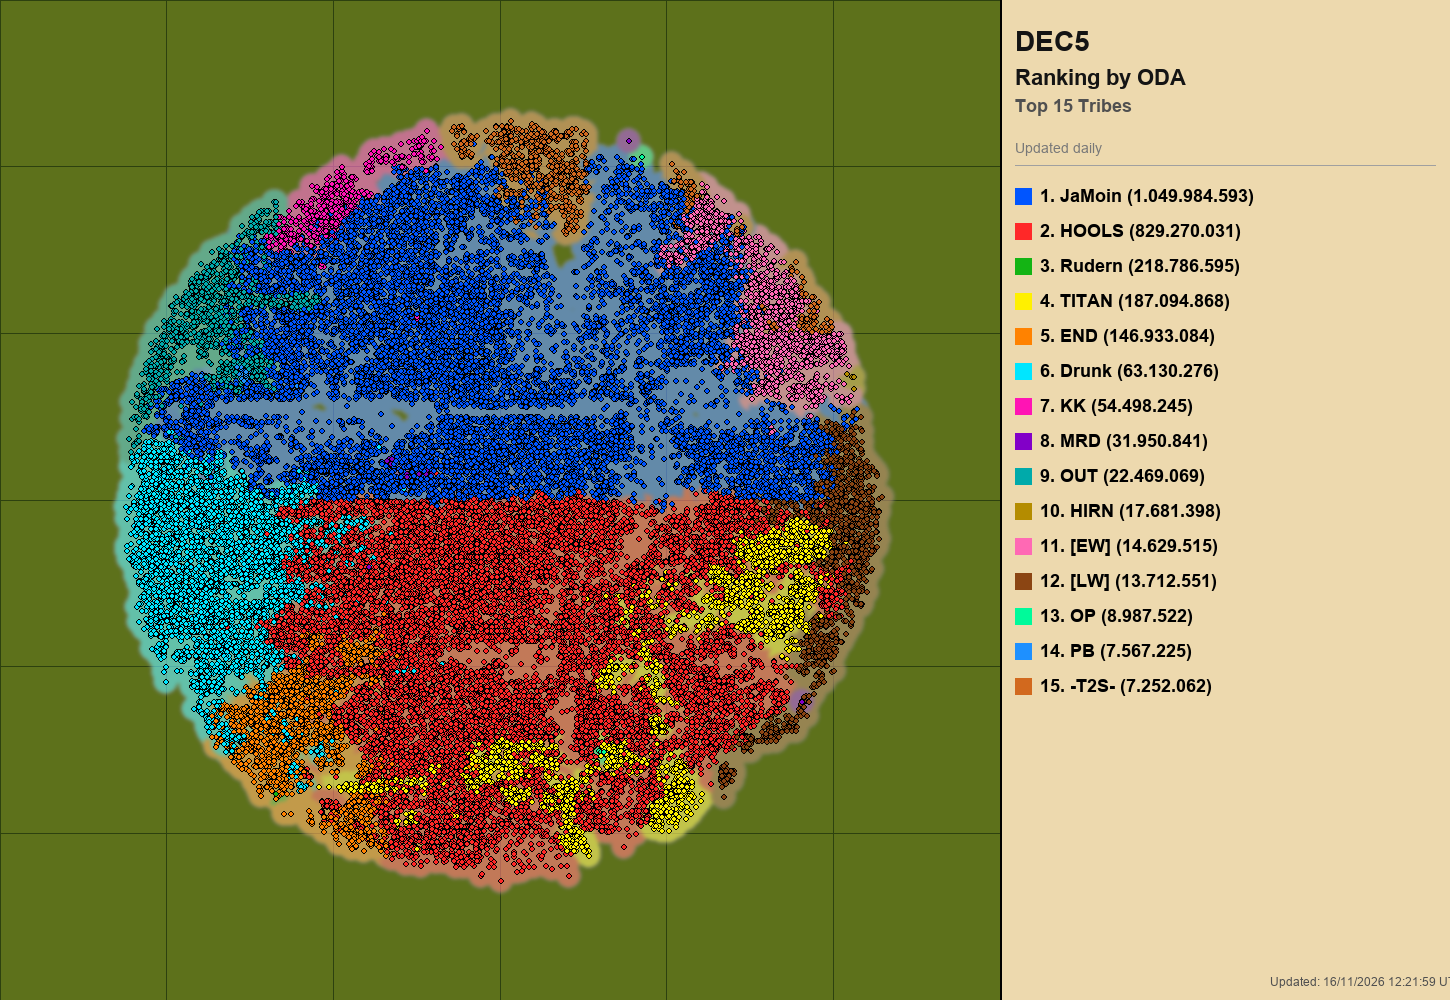 DEC5
Ranking by ODA
Top 15 Tribes
Updated daily
1. JaMoin (1.049.984.593)
2. HOOLS (829.270.031)
3. Rudern (218.786.595)
4. TITAN (187.094.868)
5. END (146.933.084)
6. Drunk (63.130.276)
7. KK (54.498.245)
8. MRD (31.950.841)
9. OUT (22.469.069)
10. HIRN (17.681.398)
11. [EW] (14.629.515)
12. [LW] (13.712.551)
13. OP (8.987.522)
14. PB (7.567.225)
15. -T2S- (7.252.062)
Updated: 16/11/2026 12:21:59 U